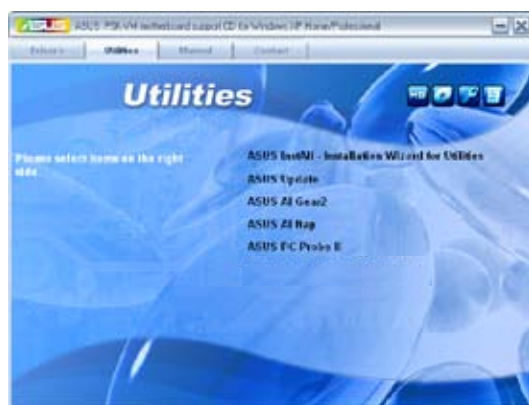 ASUS
ASUS P5K-VM motherboard support CD for Windows XP Home/Professional
Drivers
Utilities
Manual
Contact
Utilities
Please select items on the right
side.
ASUS InstAll - Installation Wizard for Utilities
ASUS Update
ASUS AI Gear2
ASUS AI Nap
ASUS PC Probe II